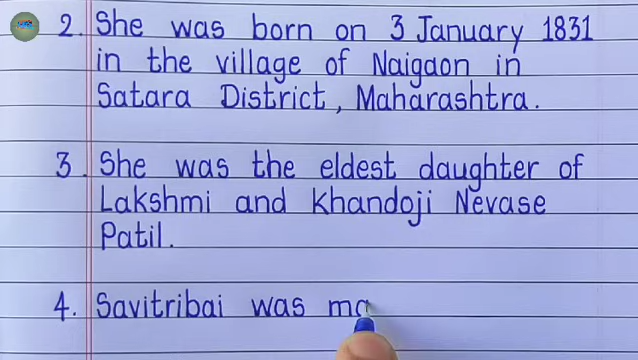 2. She was born on 3 January 1831
in the village of Naigaon in
Satara District, Maharashtra.
3. She was the eldest daughter of
Lakshmi and Khandoji Nevase
Patil.
4. Savitribai was ma